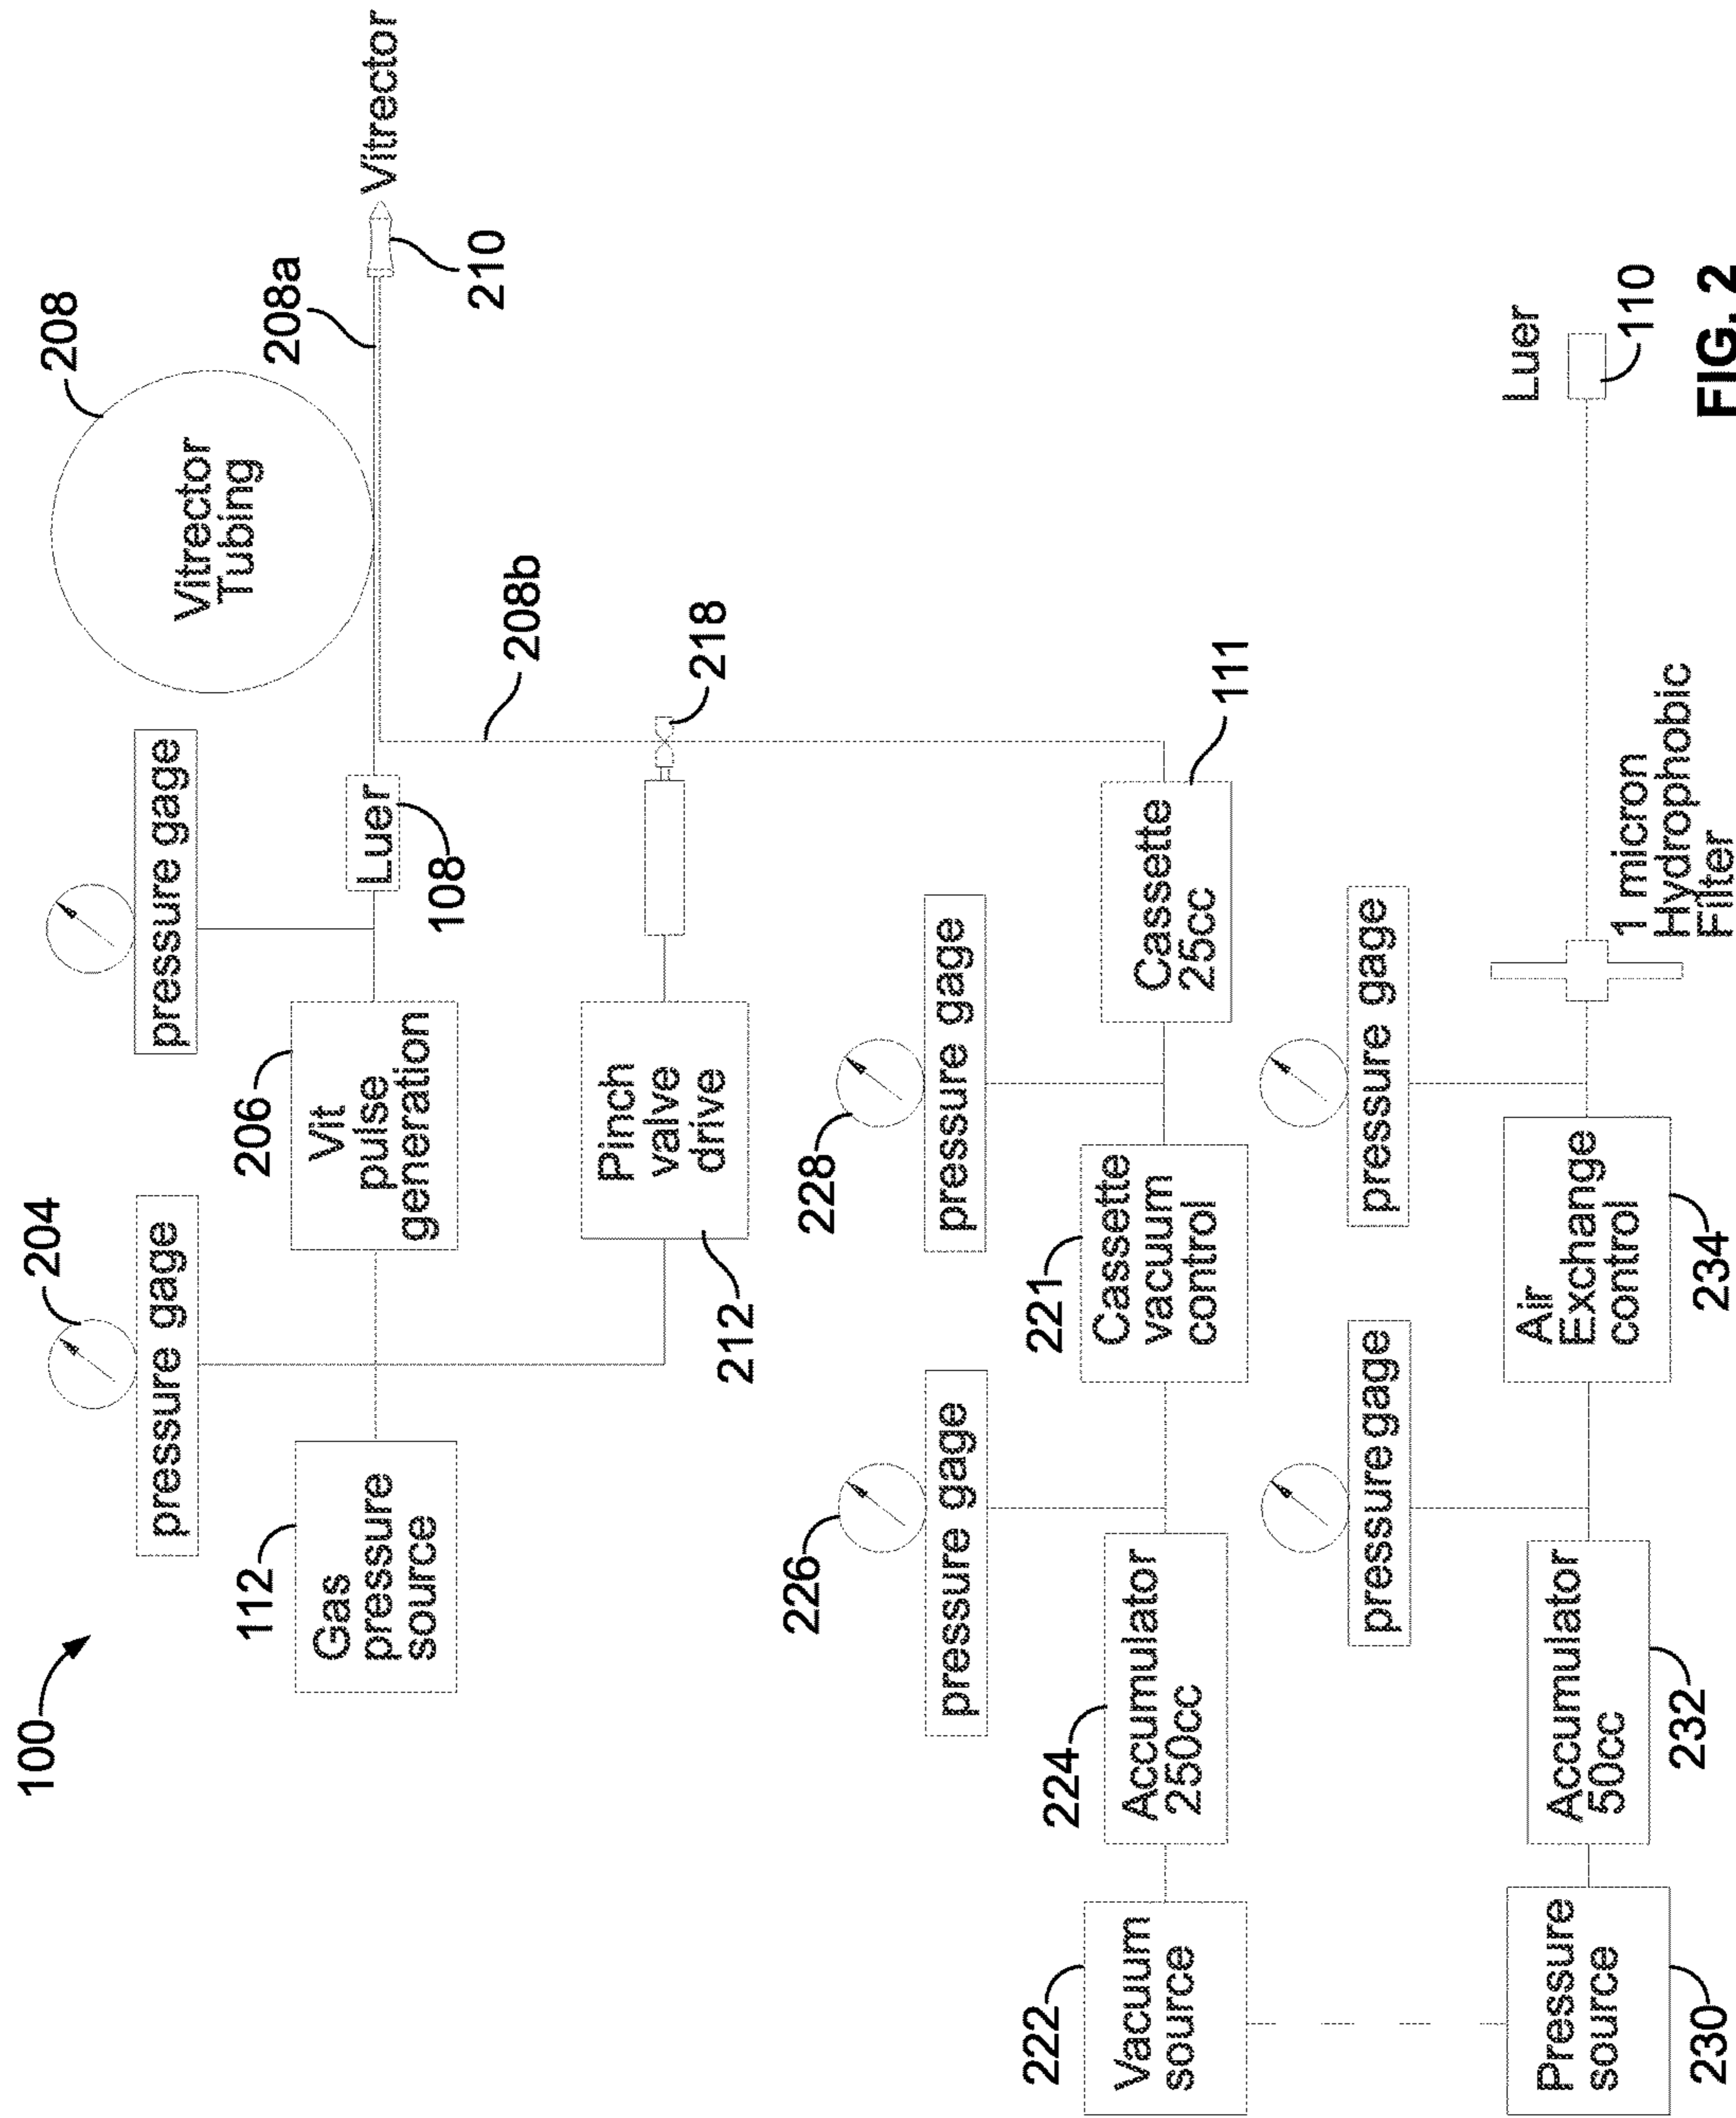 100
204
pressure gage
112
Gas
pressure
source
206
Vit
pulse
generation
pressure gage
Luer
108
208
Vitrector
Tubing
208a
Vitrector
210
208b
212
Pinch
valve
drive
218
226
pressure gage
228
pressure gage
222
Vacuum
source
224
Accumulator
250cc
221
Cassette
vacuum
control
Cassette
25cc
111
pressure gage
pressure gage
230
Pressure
source
232
Accumulator
50cc
234
Air
Exchange
control
1 micron
Hydrophobic
Filter
Luer
110
FIG. 2